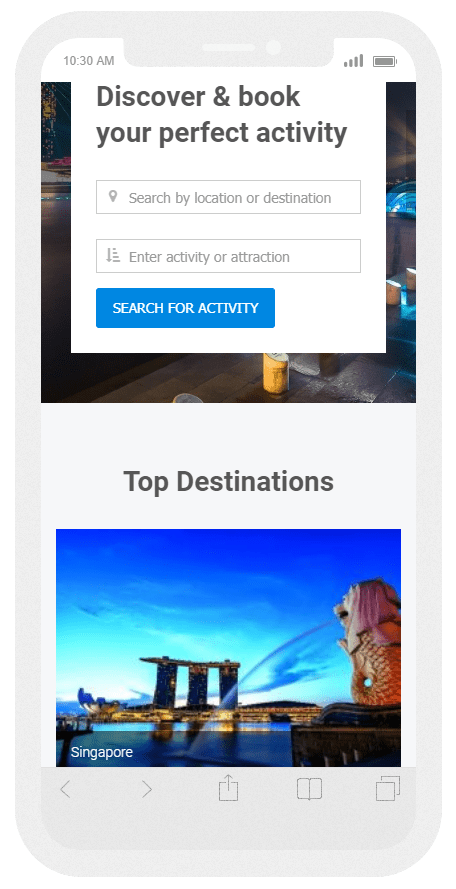 10:30 AM
Discover & book
your perfect activity
Search by location or destination
Enter activity or attraction
SEARCH FOR ACTIVITY
Top Destinations
Singapore